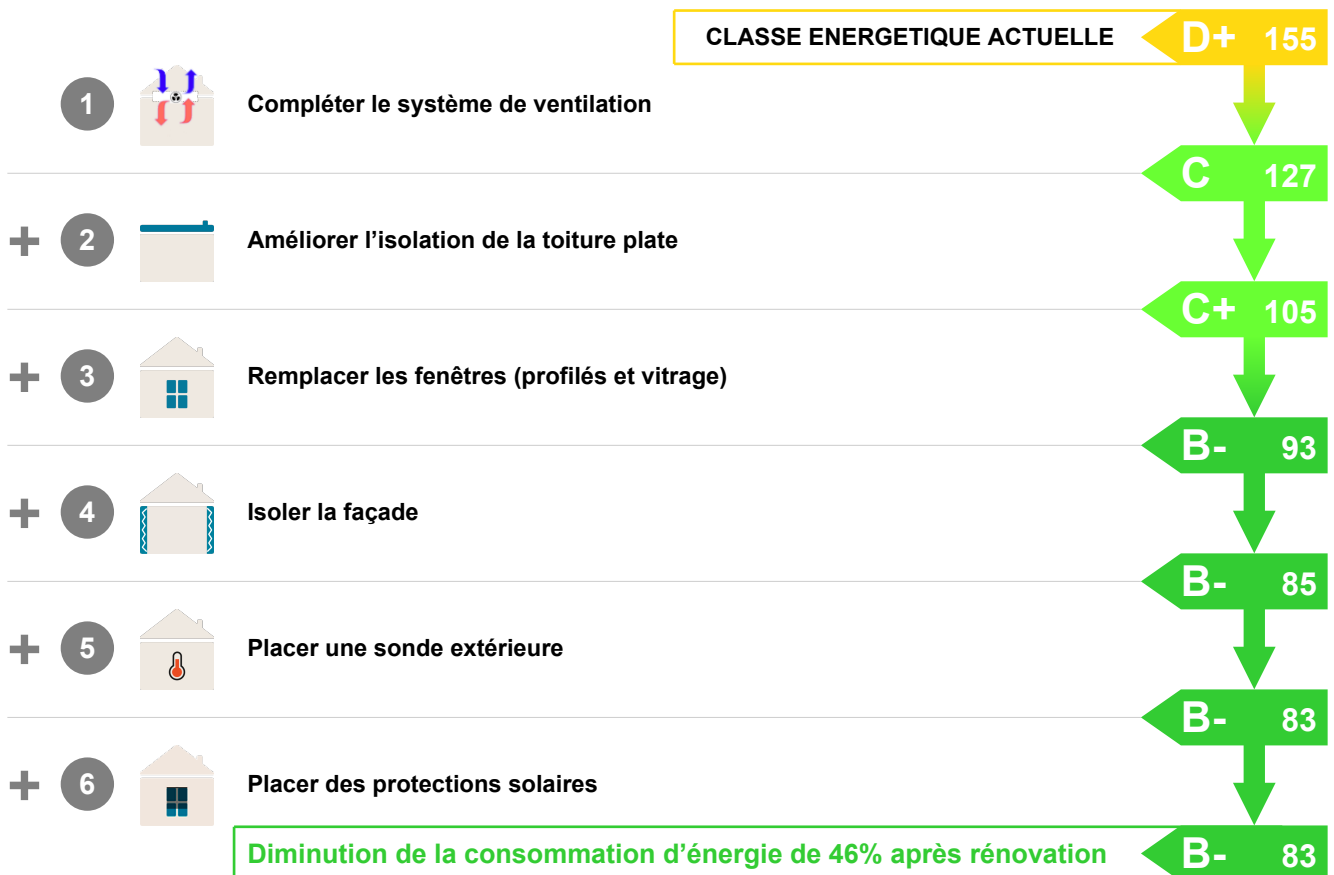 CLASSE ENERGETIQUE ACTUELLE D+ 155
1 Compléter le système de ventilation
C 127
+ 2 Améliorer l’isolation de la toiture plate
C+ 105
+ 3 Remplacer les fenêtres (profilés et vitrage)
B- 93
+ 4 Isoler la façade
B- 85
+ 5 Placer une sonde extérieure
B- 83
+ 6 Placer des protections solaires
Diminution de la consommation d’énergie de 46% après rénovation B- 83